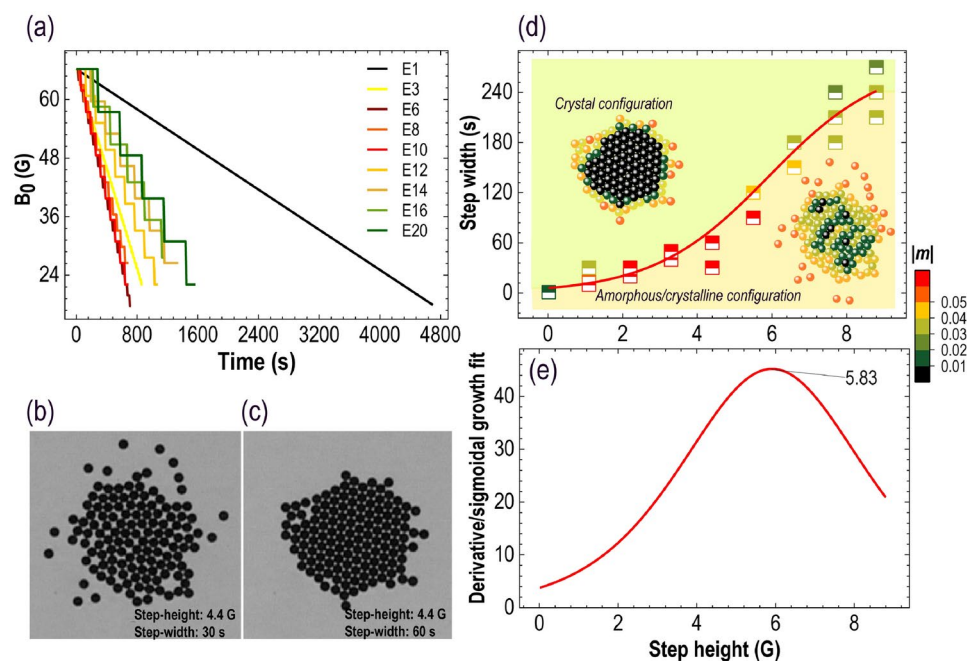 (a)
B0 (G)
60
48
36
24
0
800
1600
2400
3200
4000
4800
Time (s)
E1
E3
E6
E8
E10
E12
E14
E16
E20
(b)
Step-height: 4.4 G
Step-width: 30 s
(c)
Step-height: 4.4 G
Step-width: 60 s
(d)
Step width (s)
240
180
120
60
0
Crystal configuration
Amorphous/crystalline configuration
0
2
4
6
8
|m|
0.05
0.04
0.03
0.02
0.01
(e)
Derivative/sigmoidal growth fit
40
30
20
10
0
5.83
0
2
4
6
8
Step height (G)